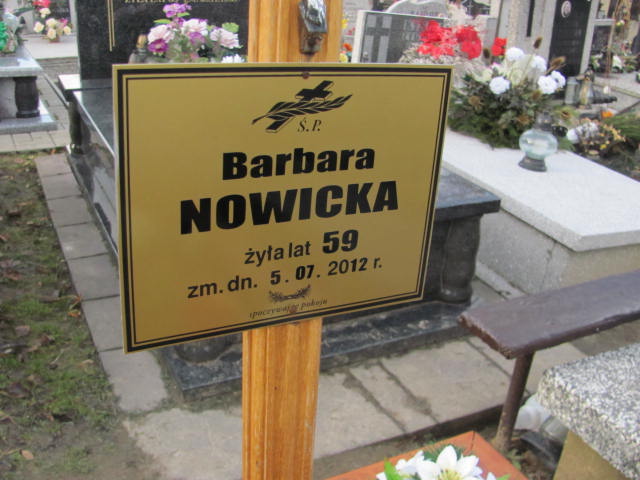 Ś.P.
Barbara
NOWICKA
żyła lat 59
zm. dn. 5. 07. 2012 r.
spoczywaj w pokoju